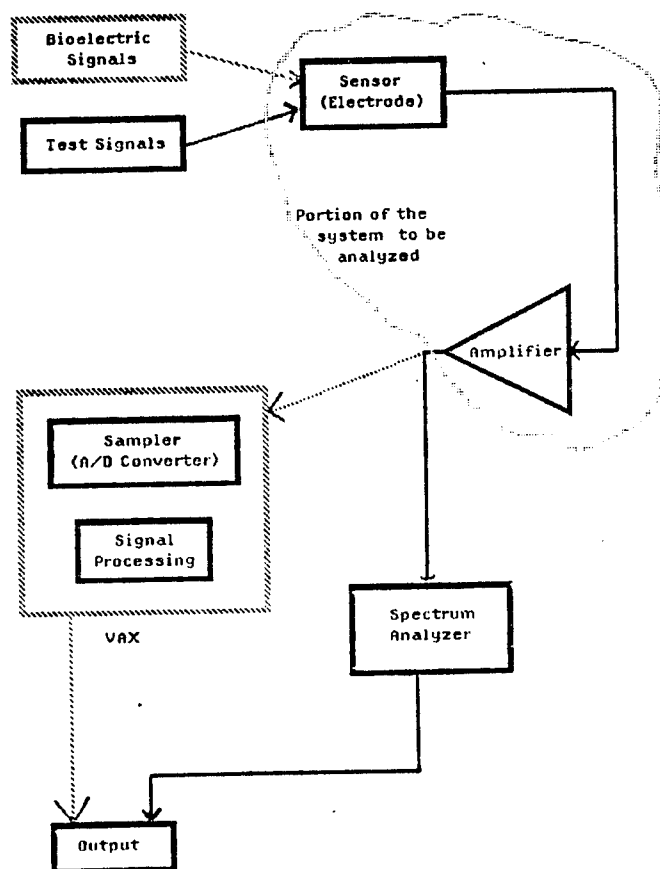 Bioelectric
Signals
Sensor
(Electrode)
Test Signals
Portion of the
system to be
analyzed
Amplifier
Sampler
(A/D Converter)
Signal
Processing
VAX
Spectrum
Analyzer
Output